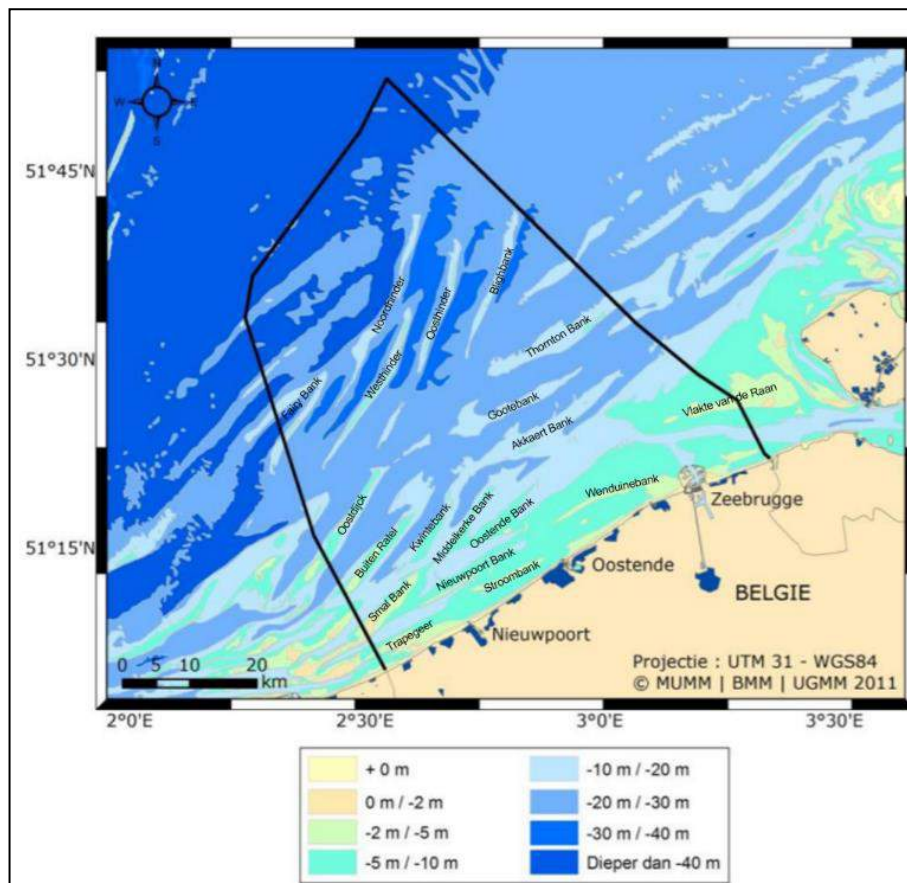 N
W E
S
51°45'N
51°30'N
51°15'N
Noordhinder
Oosthinder
Blighbank
Westhinder
Fairy Bank
Thornton Bank
Gootebank
Akkaert Bank
Vlakte van de Raan
Oostdijck
Buiten Ratel
Kwintebank
Middelkerke Bank
Oostende Bank
Wenduinebank
Zeebrugge
Smal Bank
Nieuwpoort Bank
Stroombank
Oostende
BELGIE
Trapegeer
Nieuwpoort
0 5 10 20
km
Projectie : UTM 31 - WGS84
© MUMM | BMM | UGMM 2011
2°0'E 2°30'E 3°0'E 3°30'E
+ 0 m
0 m / -2 m
-2 m / -5 m
-5 m / -10 m
-10 m / -20 m
-20 m / -30 m
-30 m / -40 m
Dieper dan -40 m